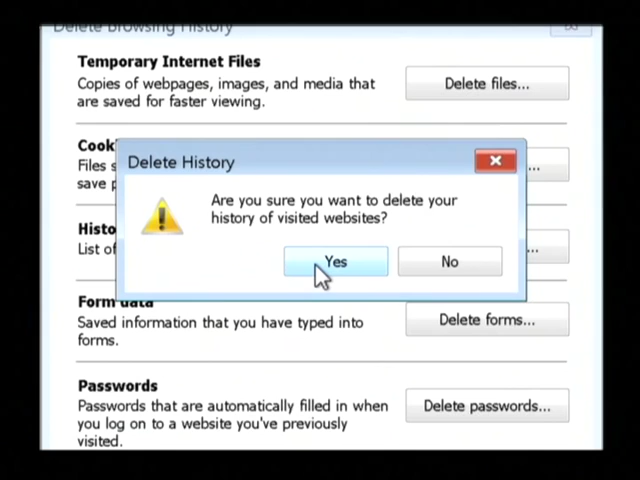 Delete Browsing History
Temporary Internet Files
Copies of webpages, images, and media that
are saved for faster viewing.
Delete files...
Cook
Files s
save p
...
Delete History
Are you sure you want to delete your
history of visited websites?
Yes
No
Histo
List of
...
Form data
Saved information that you have typed into
forms.
Delete forms...
Passwords
Passwords that are automatically filled in when
you log on to a website you've previously
visited.
Delete passwords...